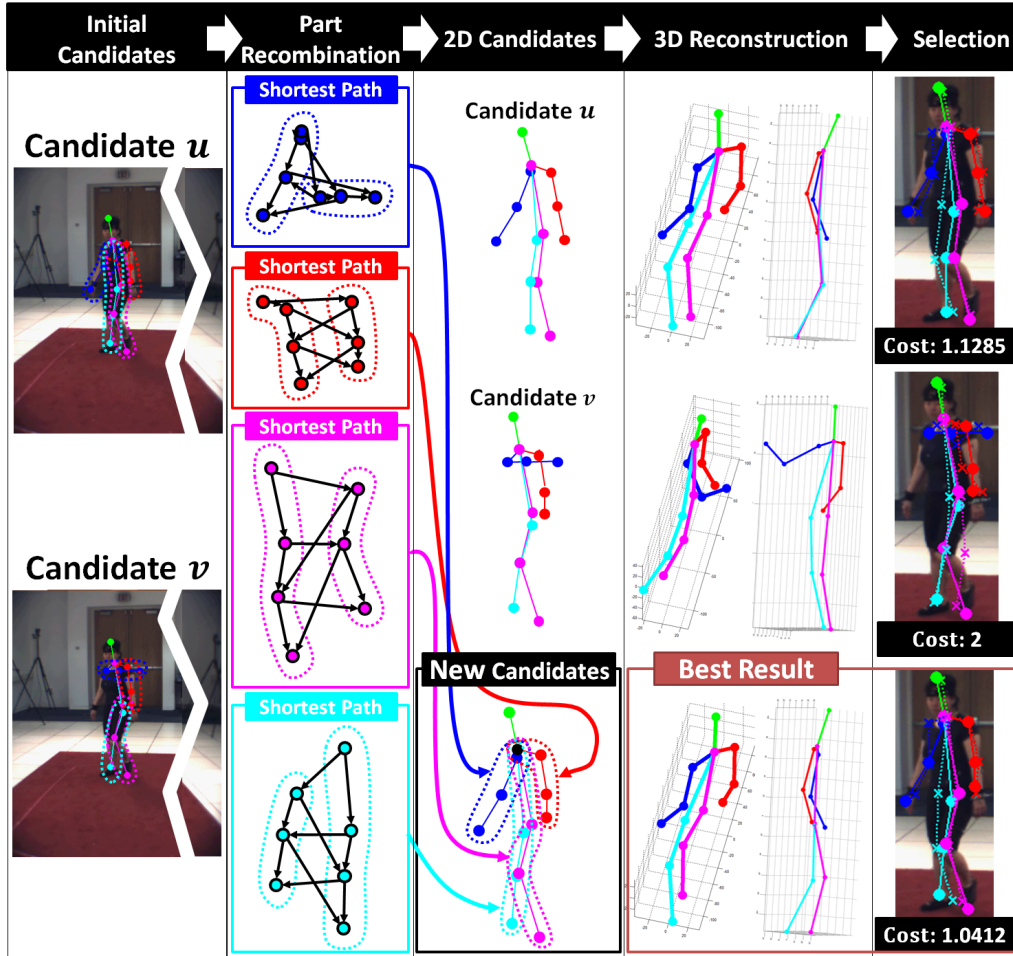 Initial
Candidates
Part
Recombination
2D Candidates
3D Reconstruction
Selection
Candidate u
Candidate v
Shortest Path
Shortest Path
Shortest Path
Shortest Path
Candidate u
Candidate v
New Candidates
Best Result
Cost: 1.1285
Cost: 2
Cost: 1.0412